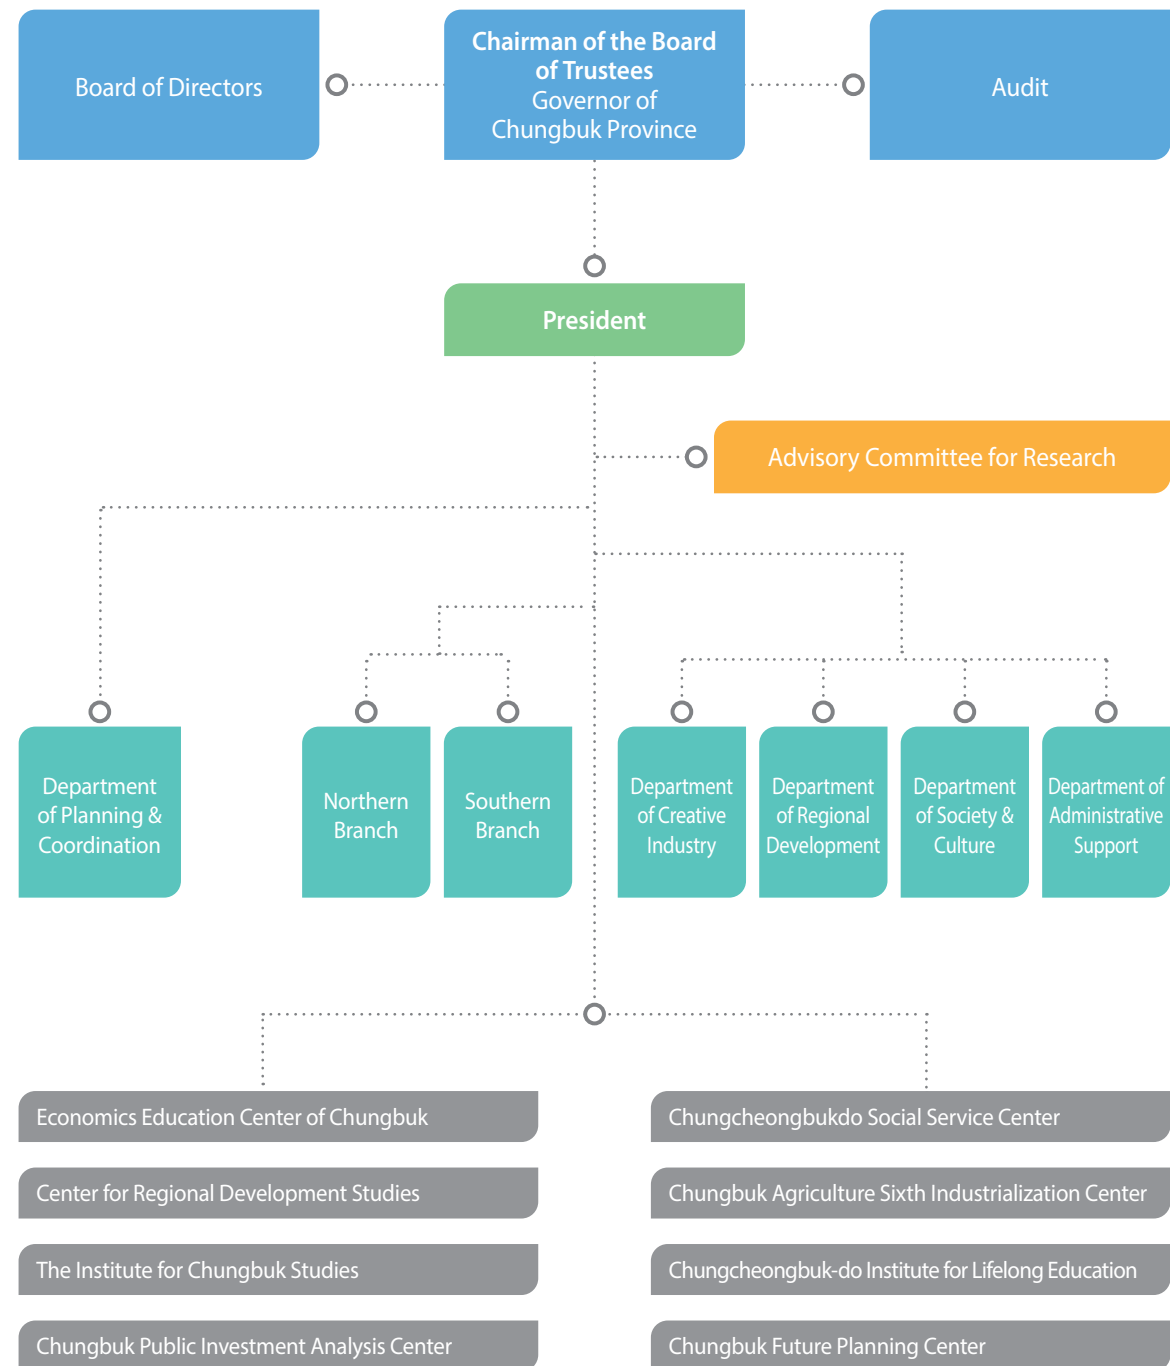 Board of Directors
Chairman of the Board
of Trustees
Governor of
Chungbuk Province
Audit
President
Advisory Committee for Research
Department
of Planning &
Coordination
Northern
Branch
Southern
Branch
Department
of Creative
Industry
Department
of Regional
Development
Department
of Society &
Culture
Department of
Administrative
Support
Economics Education Center of Chungbuk
Center for Regional Development Studies
The Institute for Chungbuk Studies
Chungbuk Public Investment Analysis Center
Chungcheongbukdo Social Service Center
Chungbuk Agriculture Sixth Industrialization Center
Chungcheongbuk-do Institute for Lifelong Education
Chungbuk Future Planning Center